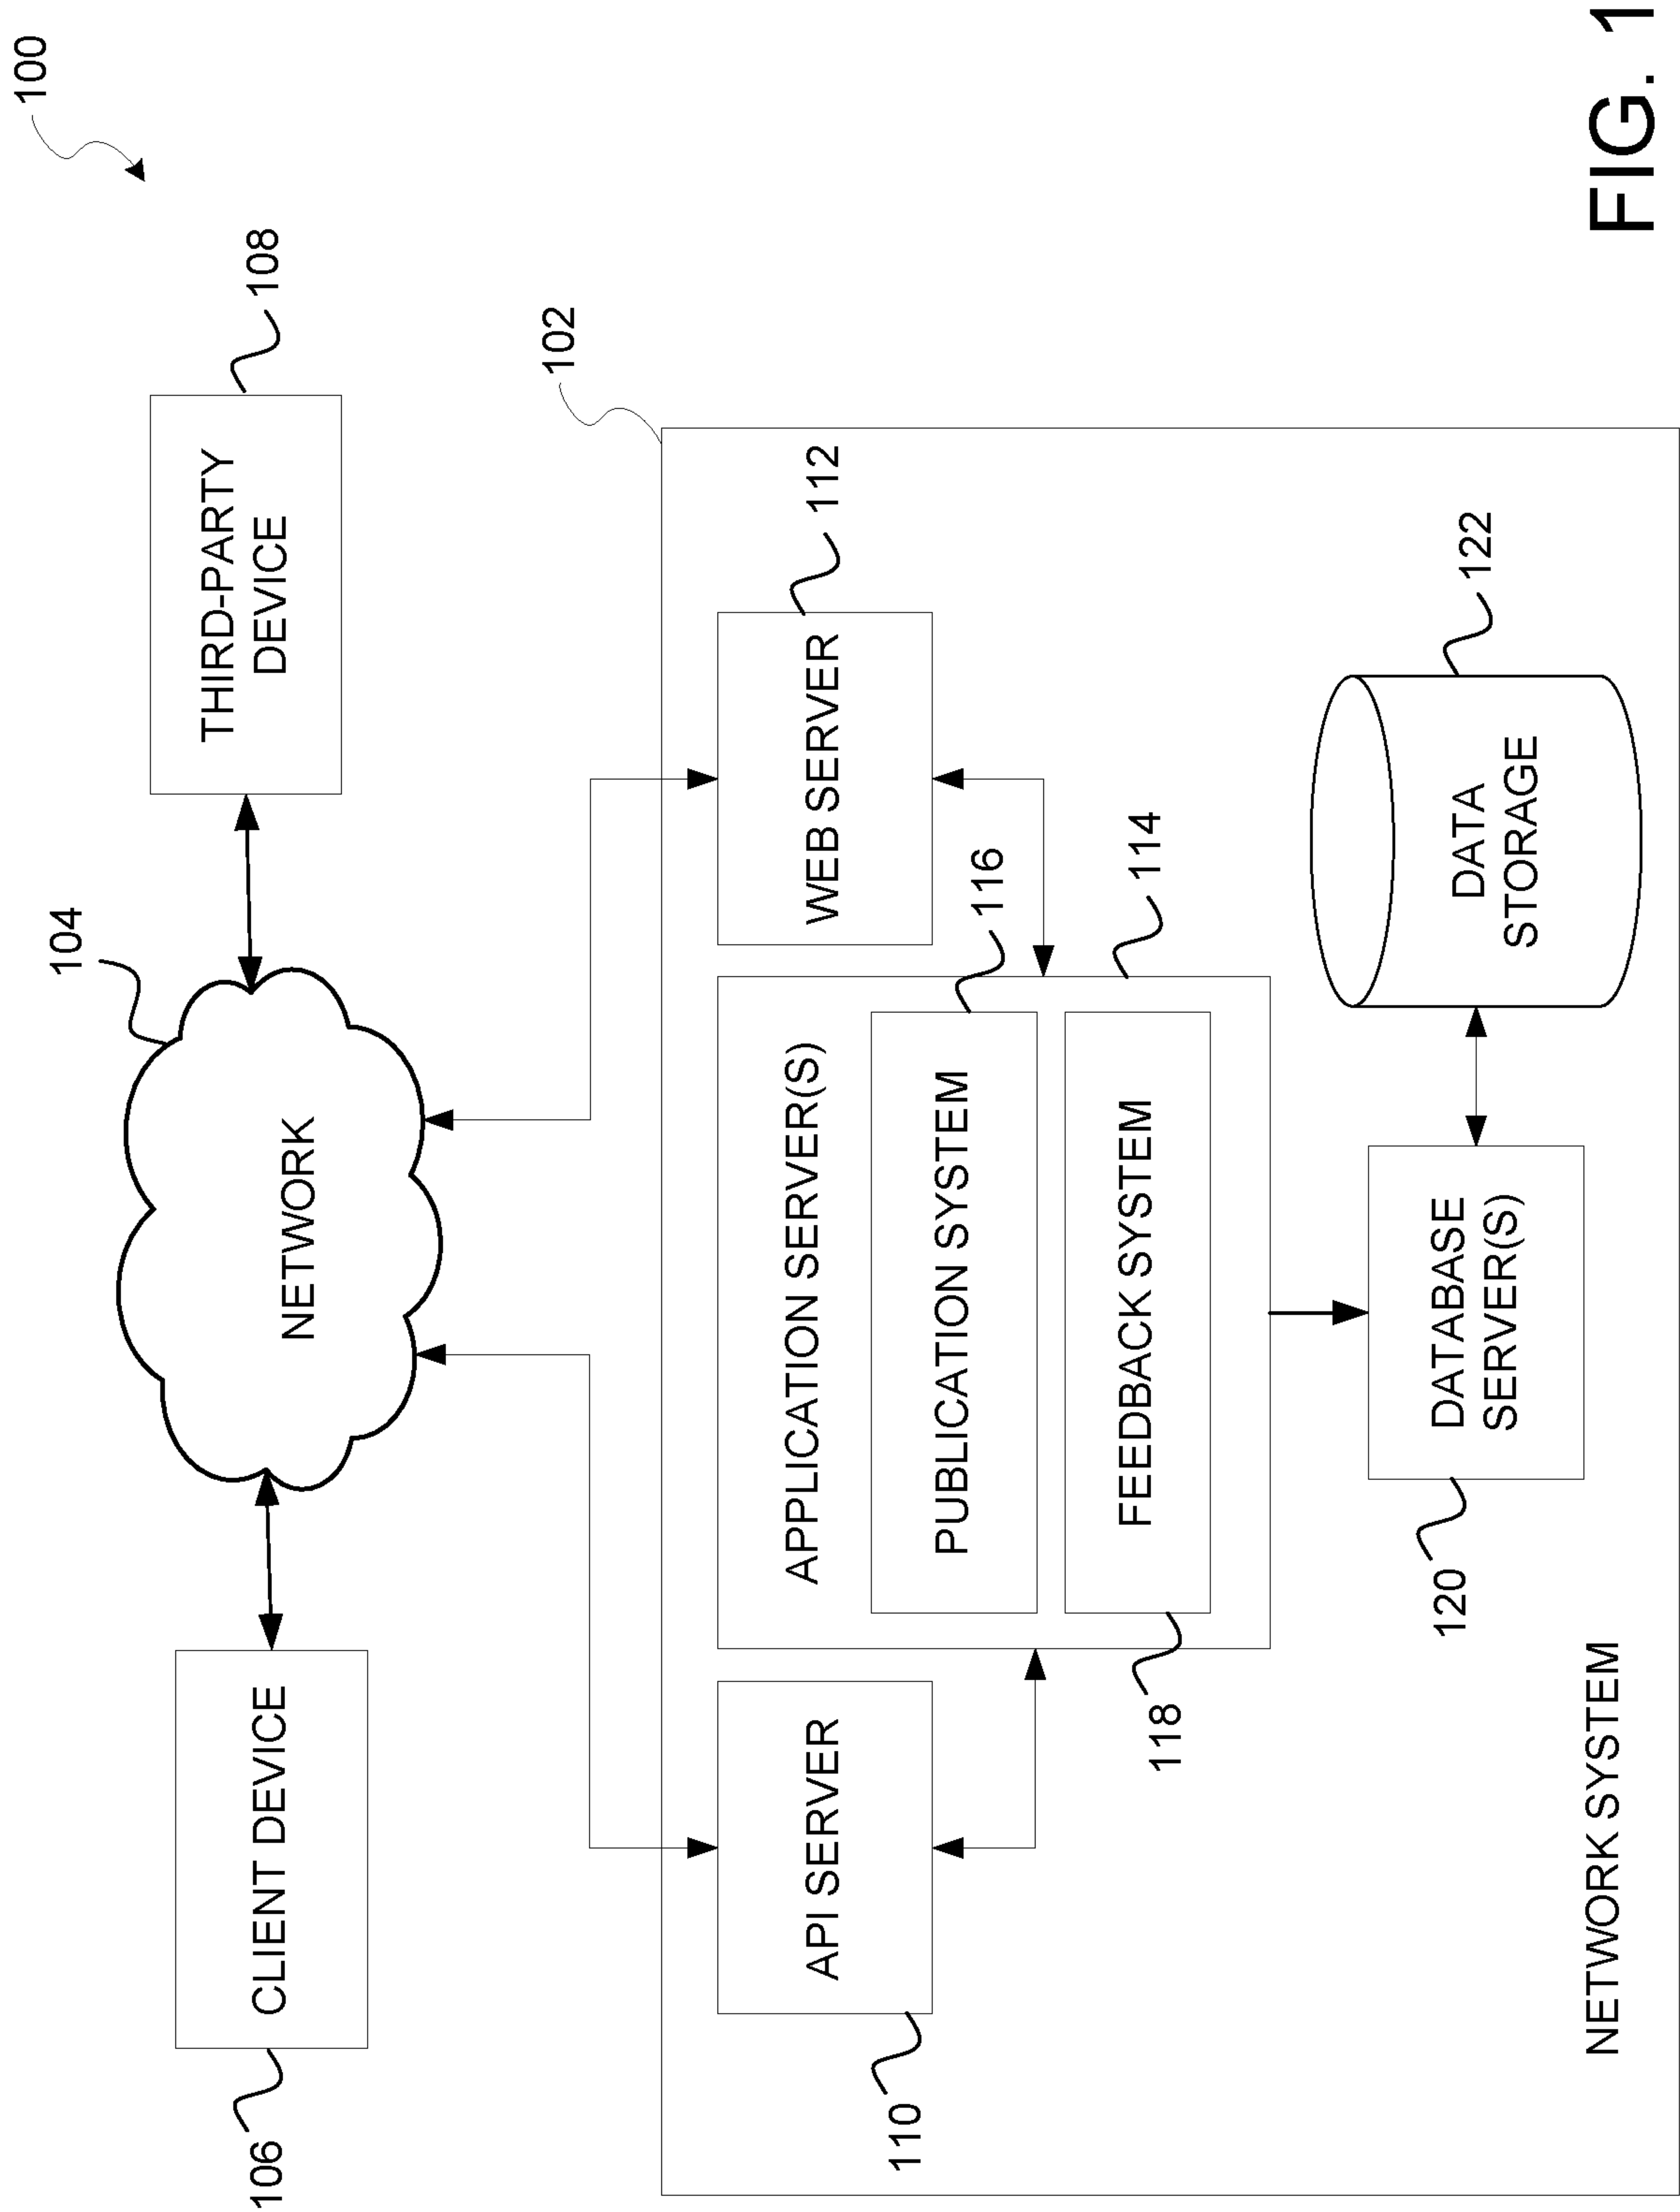 100
108
THIRD-PARTY
DEVICE
104
NETWORK
CLIENT DEVICE
106
102
112
WEB SERVER
API SERVER
110
APPLICATION SERVER(S)
116
PUBLICATION SYSTEM
114
FEEDBACK SYSTEM
118
120
DATABASE
SERVER(S)
122
DATA
STORAGE
NETWORK SYSTEM
FIG. 1